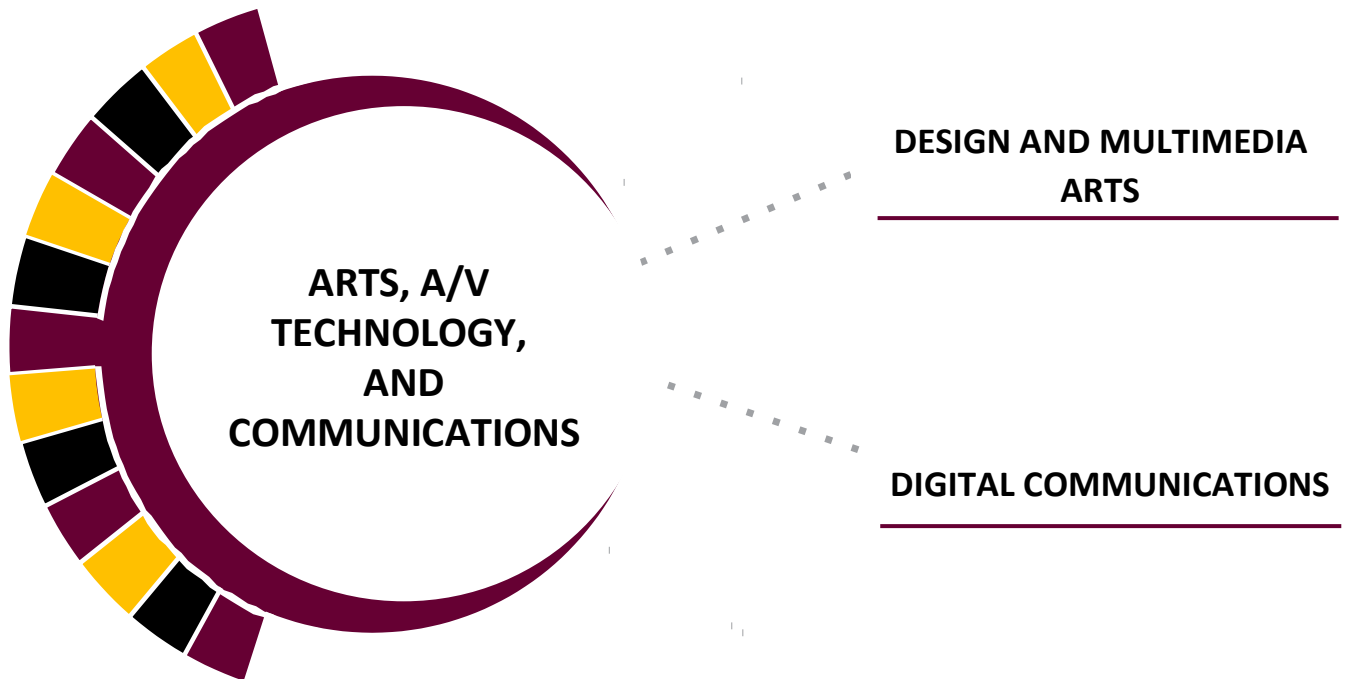 ARTS, A/V
TECHNOLOGY,
AND
COMMUNICATIONS
DESIGN AND MULTIMEDIA
ARTS
DIGITAL COMMUNICATIONS